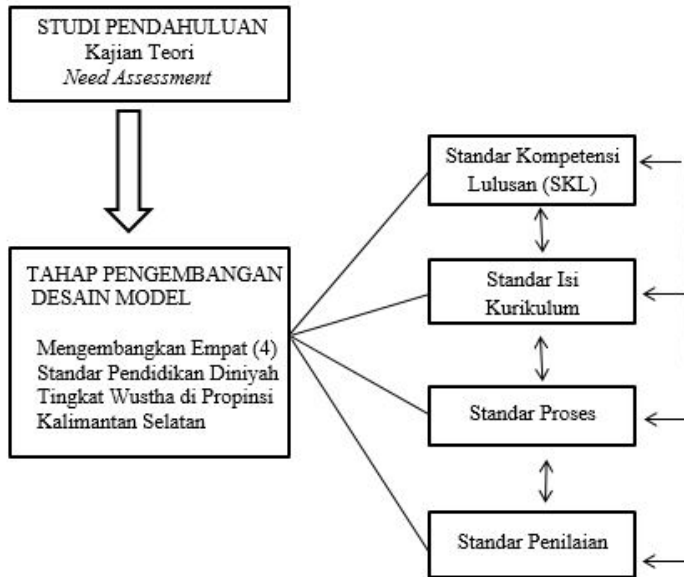 STUDI PENDAHULUAN
Kajian Teori
Need Assessment
TAHAP PENGEMBANGAN
DESAIN MODEL
Mengembangkan Empat (4)
Standar Pendidikan Diniyah
Tingkat Wustha di Propinsi
Kalimantan Selatan
Standar Kompetensi
Lulusan (SKL)
Standar Isi
Kurikulum
Standar Proses
Standar Penilaian